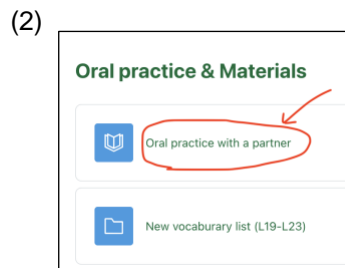 (2)
Oral practice & Materials
Oral practice with a partner
New vocaburary list (L19-L23)